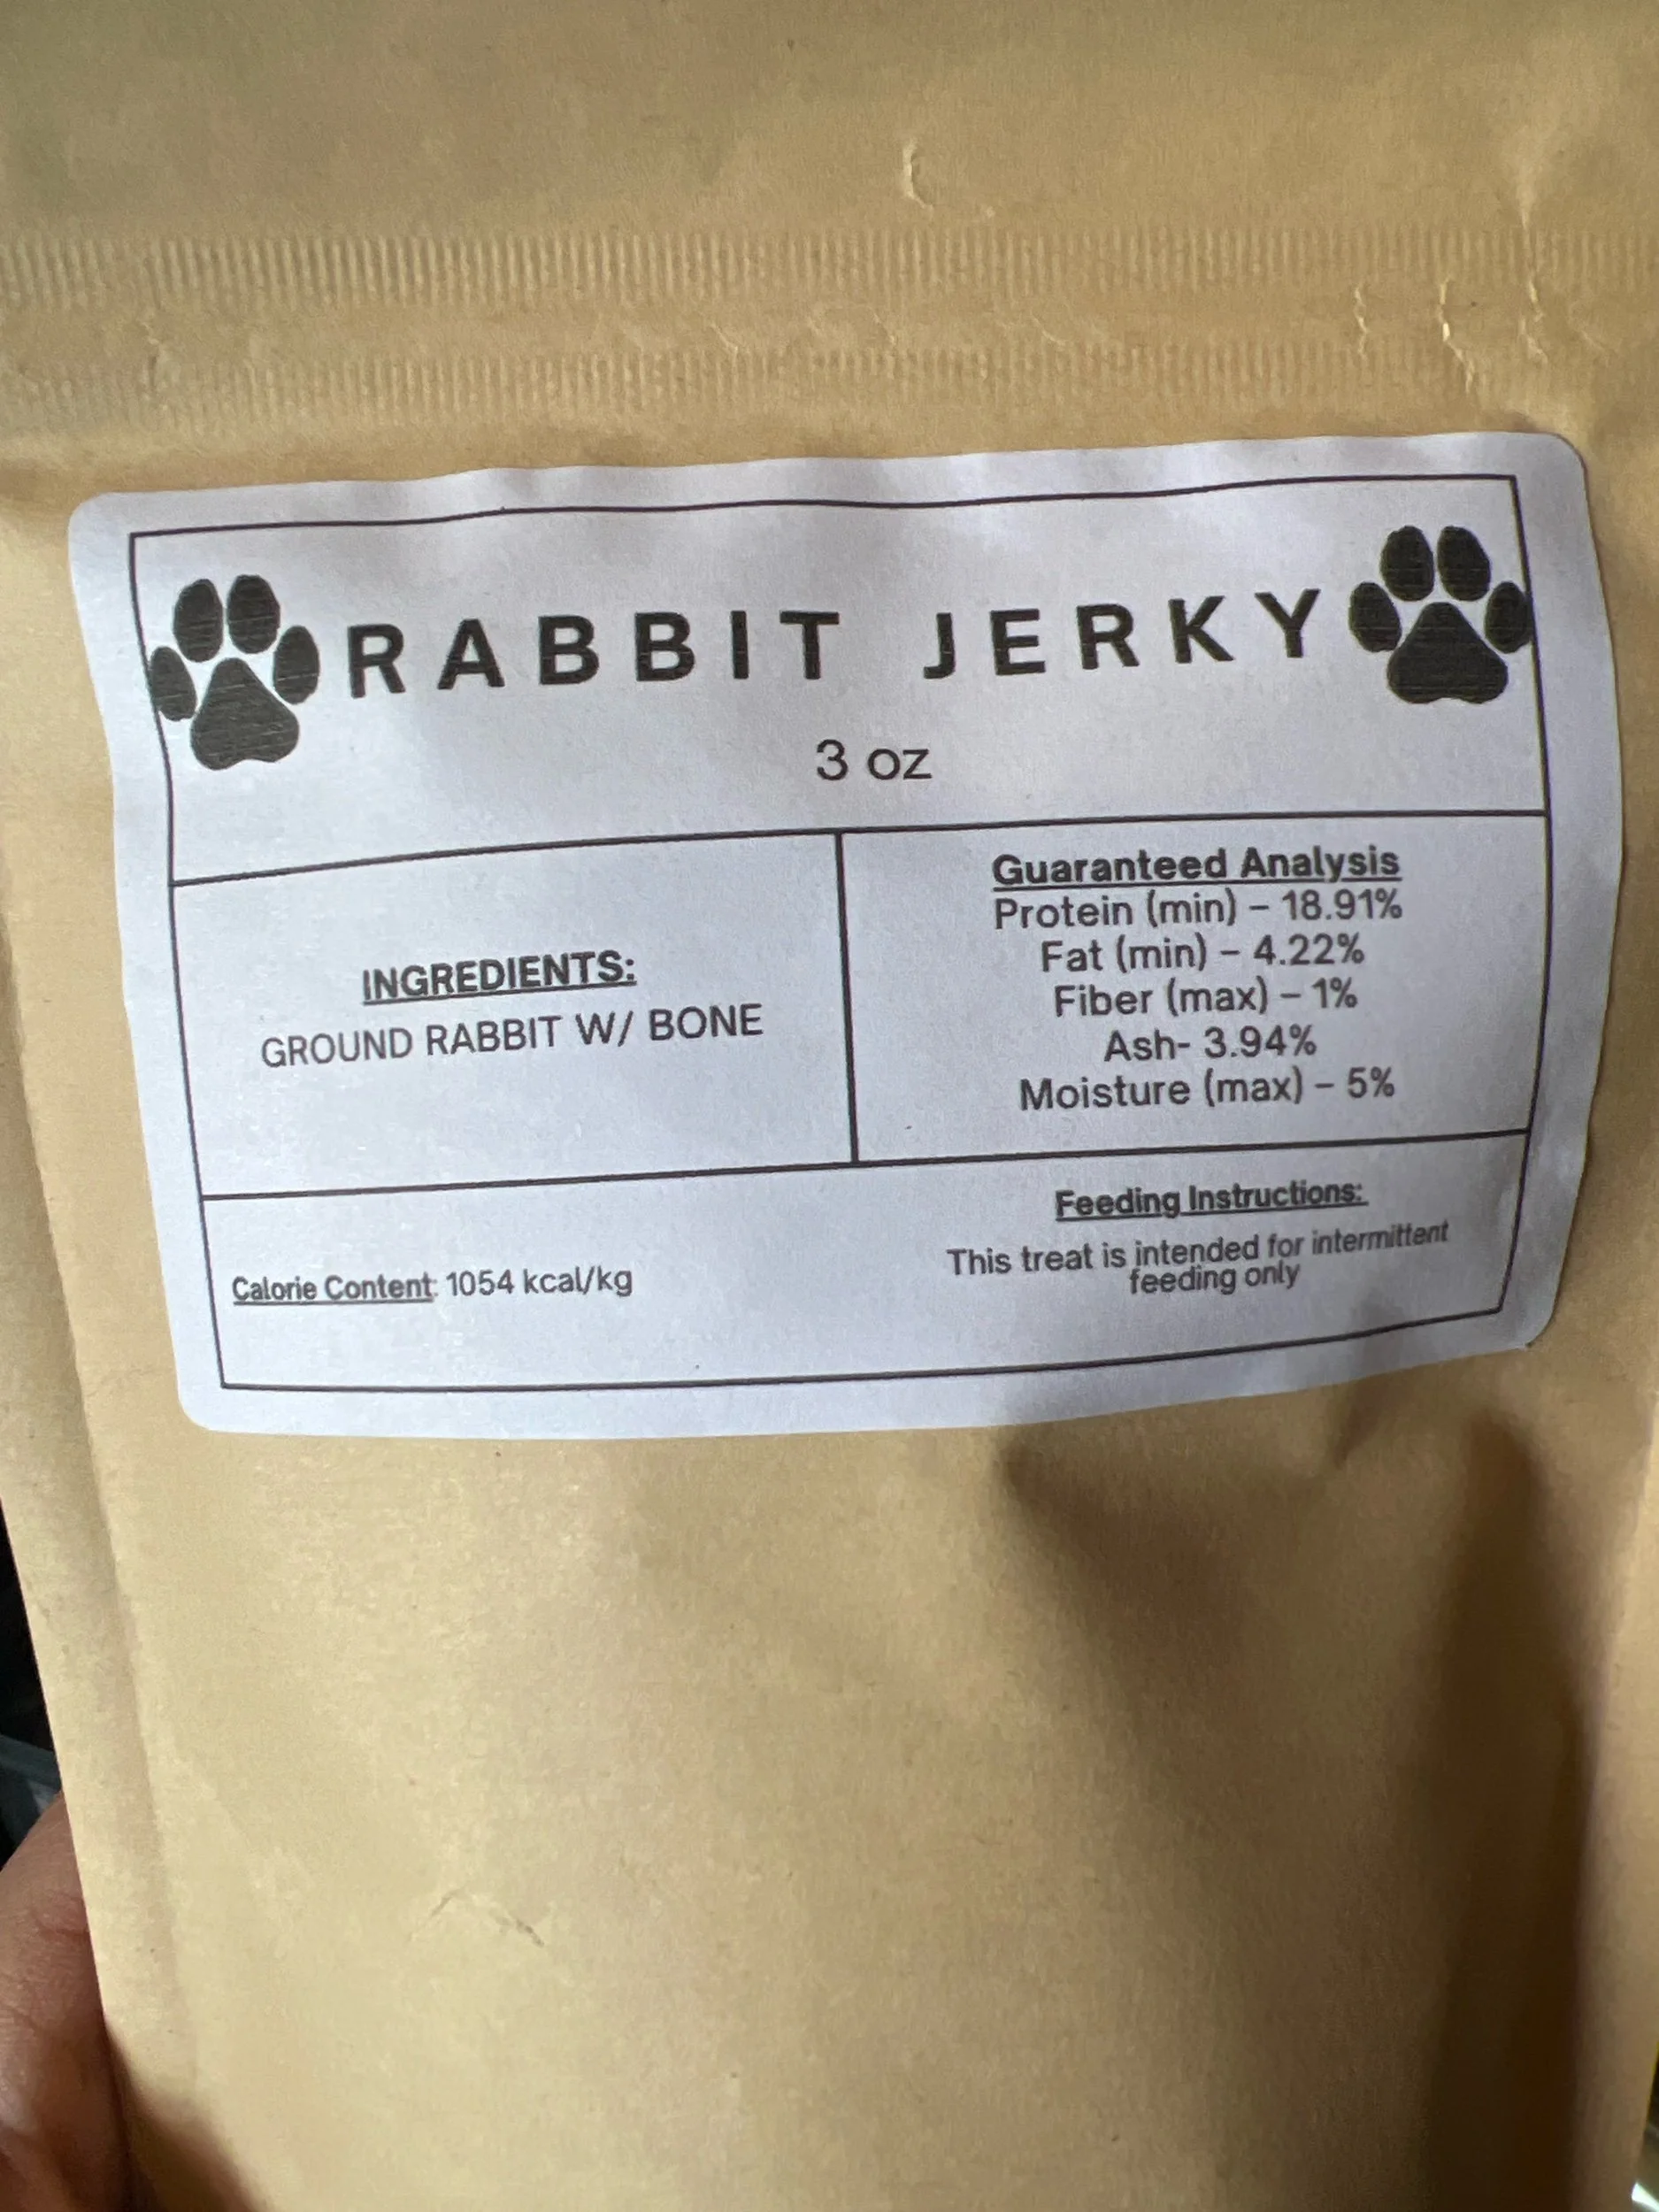 RABBIT JERKY
3 oz
INGREDIENTS:
GROUND RABBIT W/ BONE
Guaranteed Analysis
Protein (min) – 18.91%
Fat (min) – 4.22%
Fiber (max) – 1%
Ash- 3.94%
Moisture (max) – 5%
Calorie Content: 1054 kcal/kg
Feeding Instructions:
This treat is intended for intermittent
feeding only